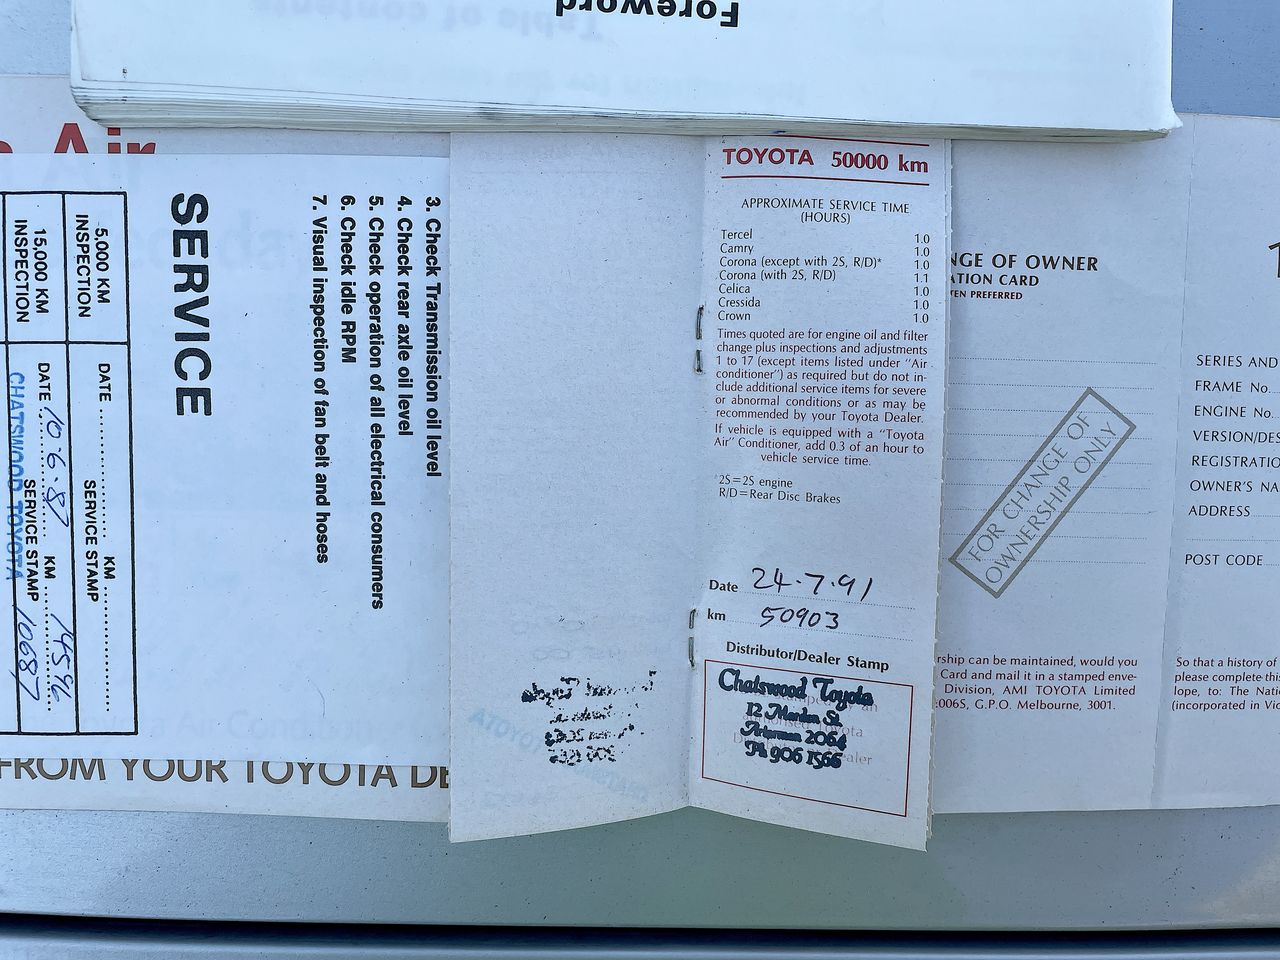 Foreword
Air
SERVICE
3. Check Transmission oil level
4. Check rear axle oil level
5. Check operation of all electrical consumers
6. Check idle RPM
7. Visual inspection of fan belt and hoses
5,000 KM INSPECTION
DATE KM
SERVICE STAMP
15,000 KM INSPECTION
DATE 10.6.87 KM 14596
SERVICE STAMP 10687
CHATSWOOD TOYOTA
FROM YOUR TOYOTA DE
TOYOTA 50000 km
APPROXIMATE SERVICE TIME
(HOURS)
Tercel 1.0
Camry 1.0
Corona (except with 2S, R/D)* 1.0
Corona (with 2S, R/D) 1.1
Celica 1.0
Cressida 1.0
Crown 1.0
Times quoted are for engine oil and filter
change plus inspections and adjustments
1 to 17 (except items listed under "Air
conditioner") as required but do not in-
clude additional service items for severe
or abnormal conditions or as may be
recommended by your Toyota Dealer.
If vehicle is equipped with a "Toyota
Air" Conditioner, add 0.3 of an hour to
vehicle service time.
*2S=2S engine
R/D=Rear Disc Brakes
Date 24.7.91
km 50903
Distributor/Dealer Stamp
Chatswood Toyota
12 Marden St.
Artarmon 2064
Ph 906 1566
NGE OF OWNER
ATION CARD
EN PREFERRED
FOR CHANGE OF
OWNERSHIP ONLY
rship can be maintained, would you
Card and mail it in a stamped enve-
Division, AMI TOYOTA Limited
006S, G.P.O. Melbourne, 3001.
SERIES AND
FRAME No.
ENGINE No.
VERSION/DES
REGISTRATIO
OWNER'S NA
ADDRESS
POST CODE
So that a history of
please complete this
lope, to: The Nati
(incorporated in Vic